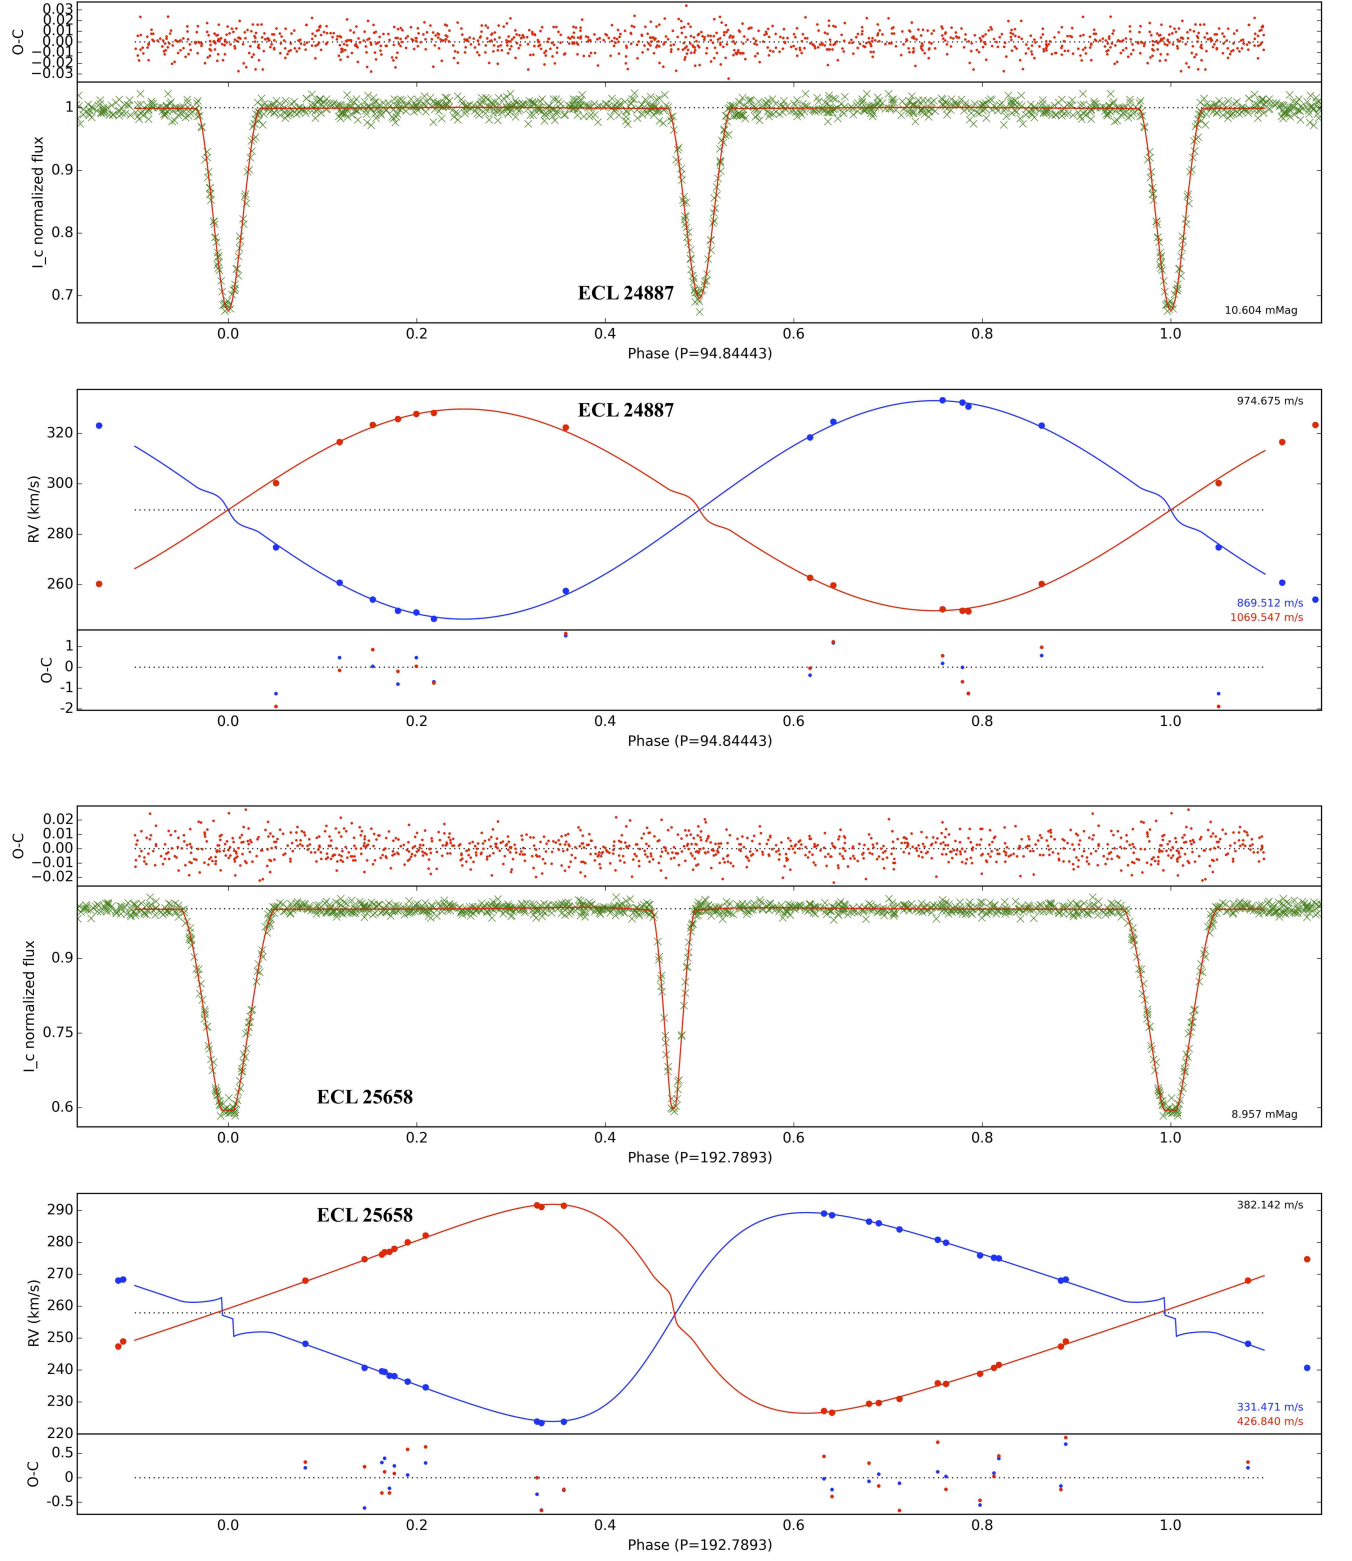 0.03
0.02
0.01
0.00
−0.01
−0.02
−0.03
O-C
1
0.9
0.8
0.7
I_c normalized flux
ECL 24887
10.604 mMag
0.0 0.2 0.4 0.6 0.8 1.0
Phase (P=94.84443)
ECL 24887
974.675 m/s
320
300
280
260
RV (km/s)
869.512 m/s
1069.547 m/s
1
0
-1
-2
O-C
0.0 0.2 0.4 0.6 0.8 1.0
Phase (P=94.84443)
0.02
0.01
0.00
−0.01
−0.02
O-C
0.9
0.75
0.6
I_c normalized flux
ECL 25658
8.957 mMag
0.0 0.2 0.4 0.6 0.8 1.0
Phase (P=192.7893)
ECL 25658
382.142 m/s
290
280
270
260
250
240
230
220
RV (km/s)
331.471 m/s
426.840 m/s
0.5
0
-0.5
O-C
0.0 0.2 0.4 0.6 0.8 1.0
Phase (P=192.7893)